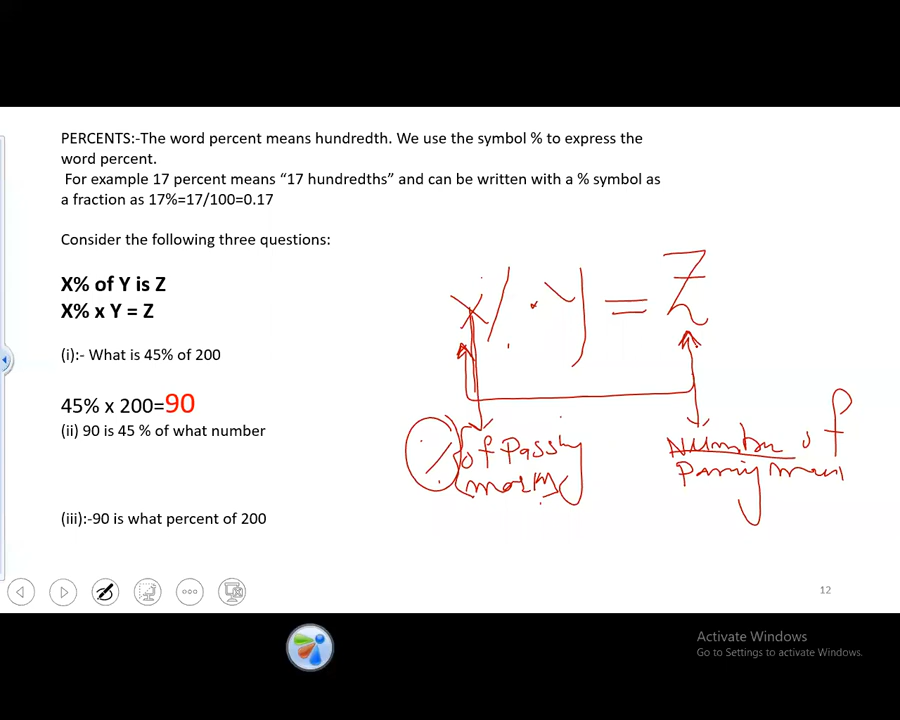 PERCENTS:-The word percent means hundredth. We use the symbol % to express the
word percent.
For example 17 percent means “17 hundredths” and can be written with a % symbol as
a fraction as 17%=17/100=0.17
Consider the following three questions:
X% of Y is Z
X% x Y = Z
(i):- What is 45% of 200
45% x 200=90
(ii) 90 is 45 % of what number
(iii):-90 is what percent of 200
x% . Y = Z
% of Passing
marks
Number of
Passing marks
12
Activate Windows
Go to Settings to activate Windows.